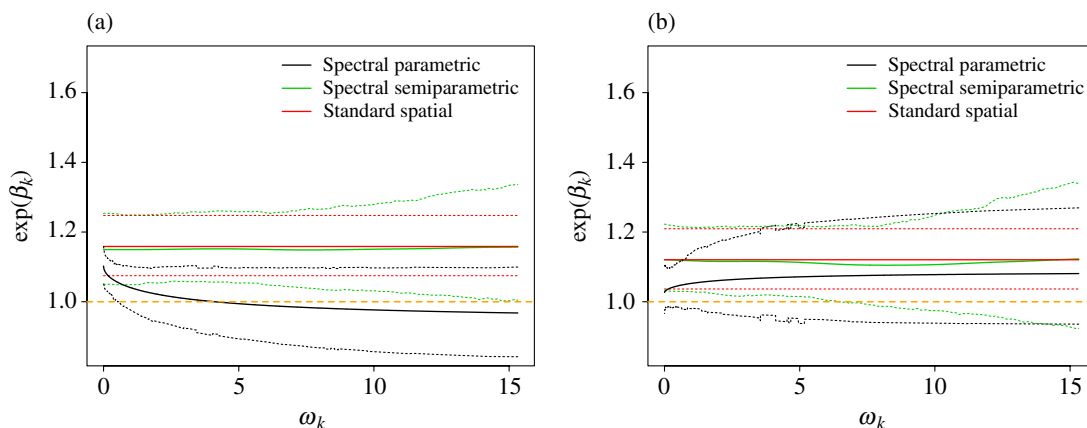 (a)
Spectral parametric
Spectral semiparametric
Standard spatial
1.6
1.4
1.2
1.0
exp(βk)
0 5 10 15
ωk
(b)
Spectral parametric
Spectral semiparametric
Standard spatial
1.6
1.4
1.2
1.0
exp(βk)
0 5 10 15
ωk